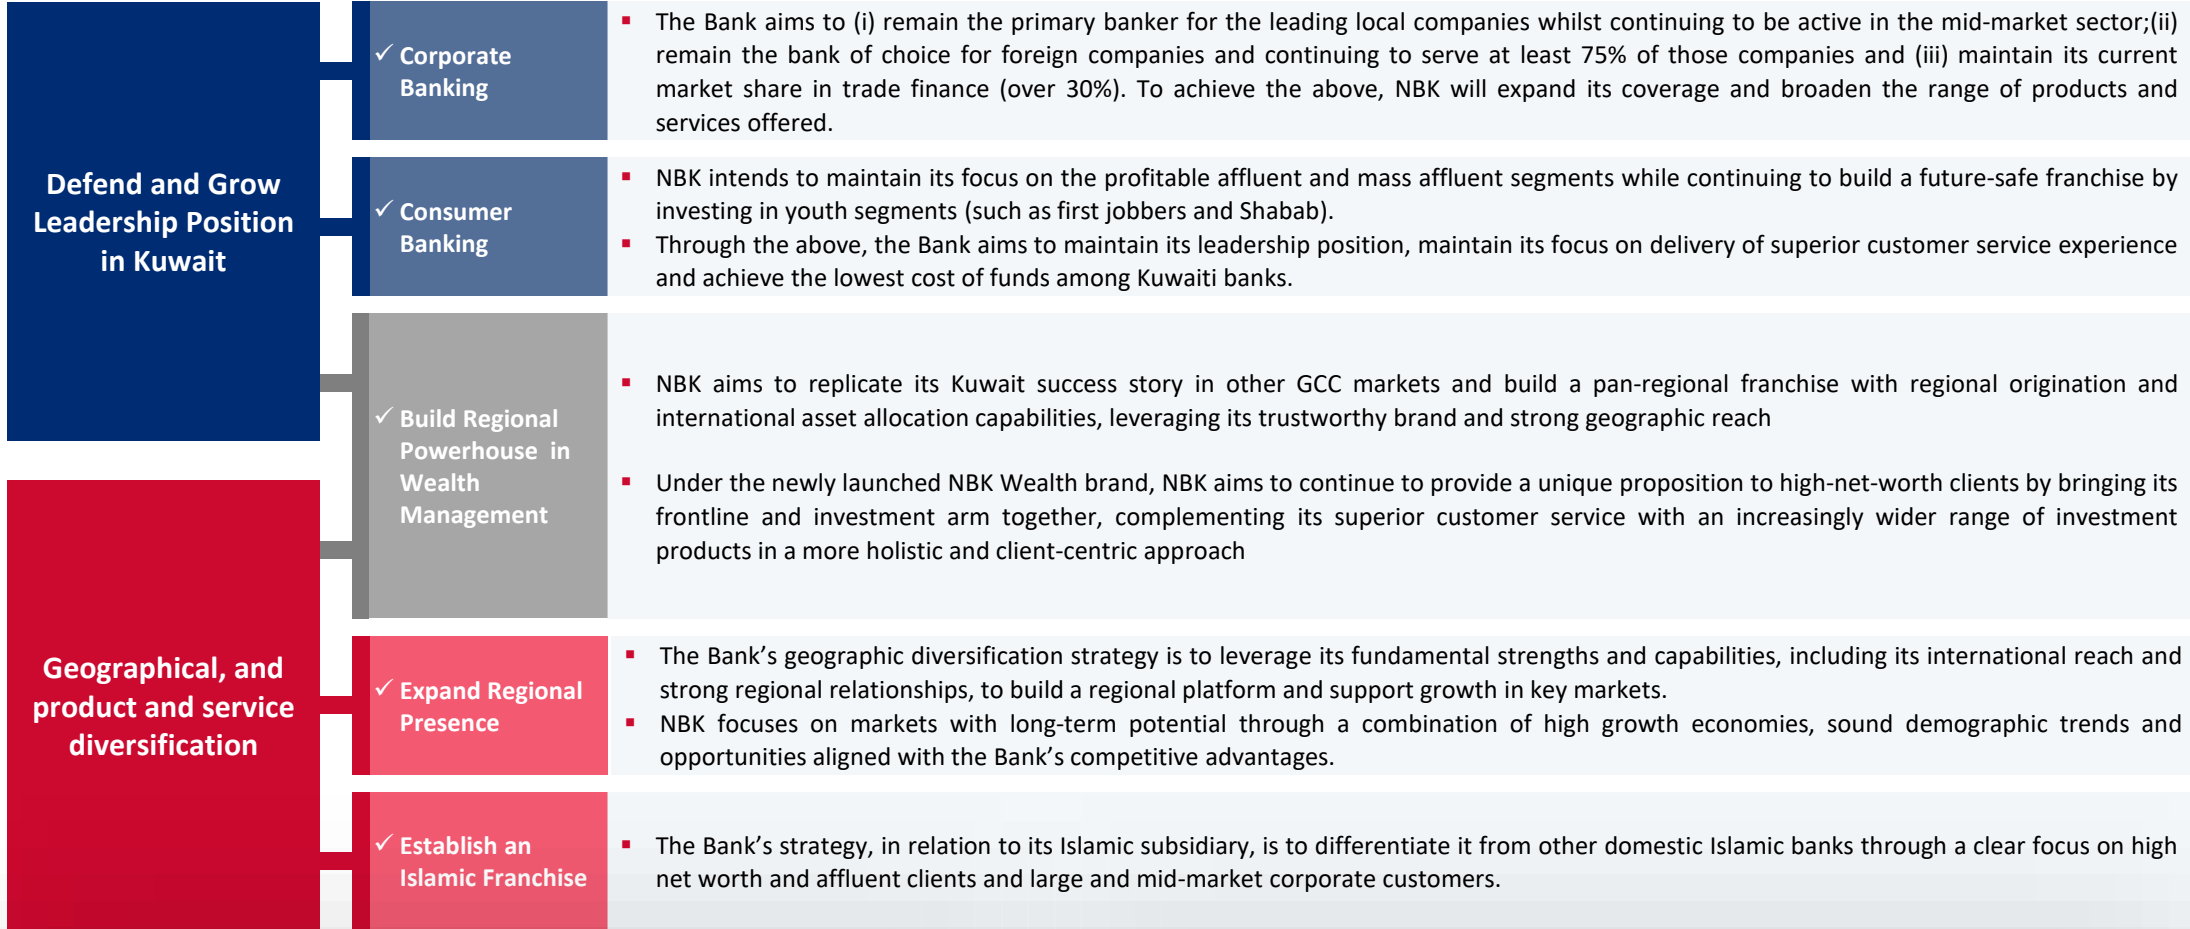 Defend and Grow
Leadership Position
in Kuwait
✓ Corporate
Banking
▪ The Bank aims to (i) remain the primary banker for the leading local companies whilst continuing to be active in the mid-market sector;(ii)
remain the bank of choice for foreign companies and continuing to serve at least 75% of those companies and (iii) maintain its current
market share in trade finance (over 30%). To achieve the above, NBK will expand its coverage and broaden the range of products and
services offered.
✓ Consumer
Banking
▪ NBK intends to maintain its focus on the profitable affluent and mass affluent segments while continuing to build a future-safe franchise by
investing in youth segments (such as first jobbers and Shabab).
▪ Through the above, the Bank aims to maintain its leadership position, maintain its focus on delivery of superior customer service experience
and achieve the lowest cost of funds among Kuwaiti banks.
✓ Build Regional
Powerhouse in
Wealth
Management
▪ NBK aims to replicate its Kuwait success story in other GCC markets and build a pan-regional franchise with regional origination and
international asset allocation capabilities, leveraging its trustworthy brand and strong geographic reach
▪ Under the newly launched NBK Wealth brand, NBK aims to continue to provide a unique proposition to high-net-worth clients by bringing its
frontline and investment arm together, complementing its superior customer service with an increasingly wider range of investment
products in a more holistic and client-centric approach
Geographical, and
product and service
diversification
✓ Expand Regional
Presence
▪ The Bank’s geographic diversification strategy is to leverage its fundamental strengths and capabilities, including its international reach and
strong regional relationships, to build a regional platform and support growth in key markets.
▪ NBK focuses on markets with long-term potential through a combination of high growth economies, sound demographic trends and
opportunities aligned with the Bank’s competitive advantages.
✓ Establish an
Islamic Franchise
▪ The Bank’s strategy, in relation to its Islamic subsidiary, is to differentiate it from other domestic Islamic banks through a clear focus on high
net worth and affluent clients and large and mid-market corporate customers.